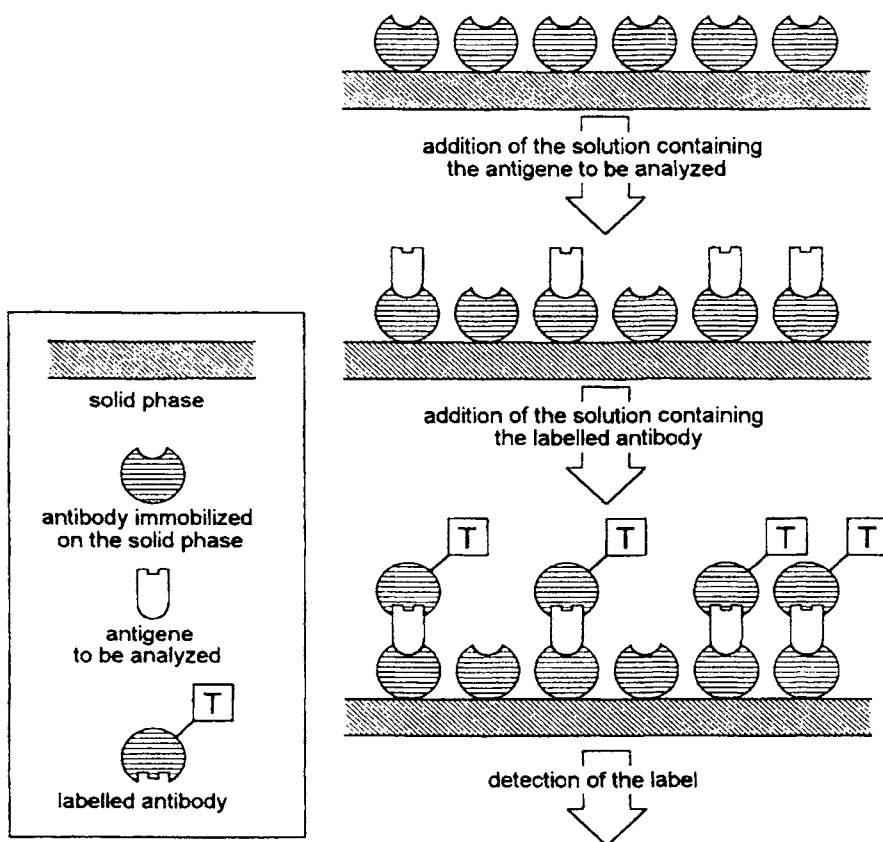 addition of the solution containing
the antigene to be analyzed
addition of the solution containing
the labelled antibody
T
T
T
T
detection of the label
solid phase
antibody immobilized
on the solid phase
antigene
to be analyzed
T
labelled antibody